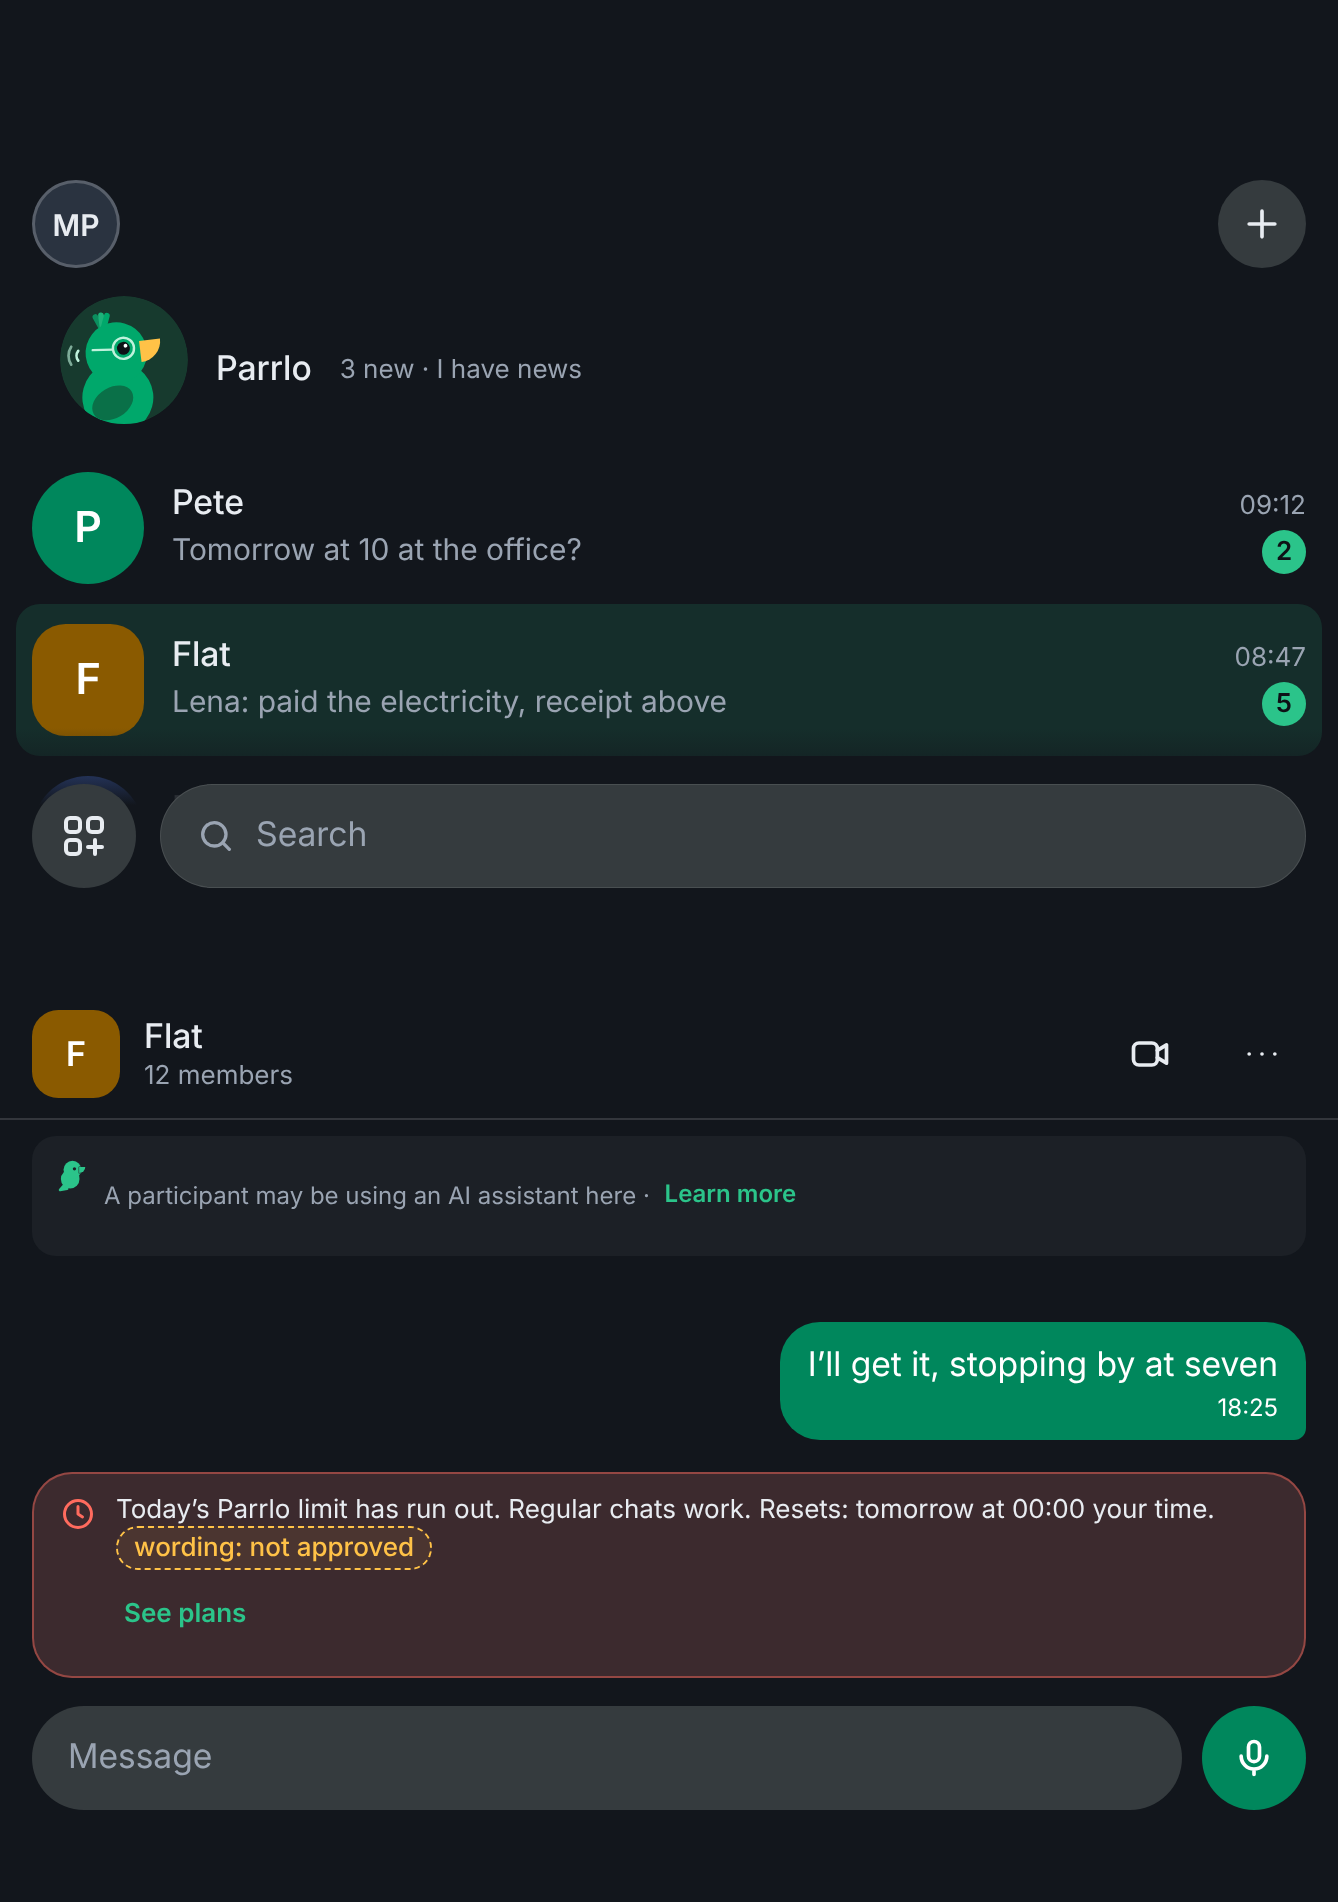 MP
Parrlo 3 new · I have news
P
Pete
09:12
Tomorrow at 10 at the office?
2
F
Flat
08:47
Lena: paid the electricity, receipt above
5
Search
F
Flat
12 members
A participant may be using an AI assistant here · Learn more
I’ll get it, stopping by at seven
18:25
Today’s Parrlo limit has run out. Regular chats work. Resets: tomorrow at 00:00 your time.
wording: not approved
See plans
Message